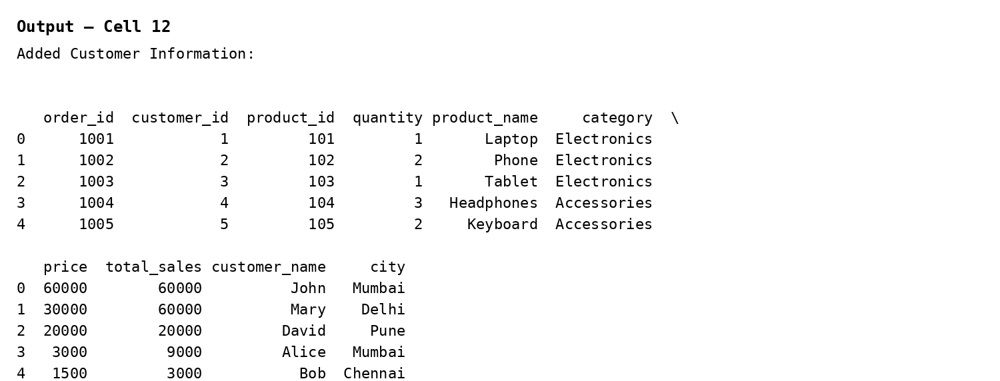 Output — Cell 12
Added Customer Information:
   order_id  customer_id  product_id  quantity product_name     category  \
0      1001            1         101         1       Laptop  Electronics
1      1002            2         102         2        Phone  Electronics
2      1003            3         103         1       Tablet  Electronics
3      1004            4         104         3   Headphones  Accessories
4      1005            5         105         2     Keyboard  Accessories
   price  total_sales customer_name     city
0  60000        60000          John   Mumbai
1  30000        60000          Mary    Delhi
2  20000        20000         David     Pune
3   3000         9000         Alice   Mumbai
4   1500         3000           Bob  Chennai